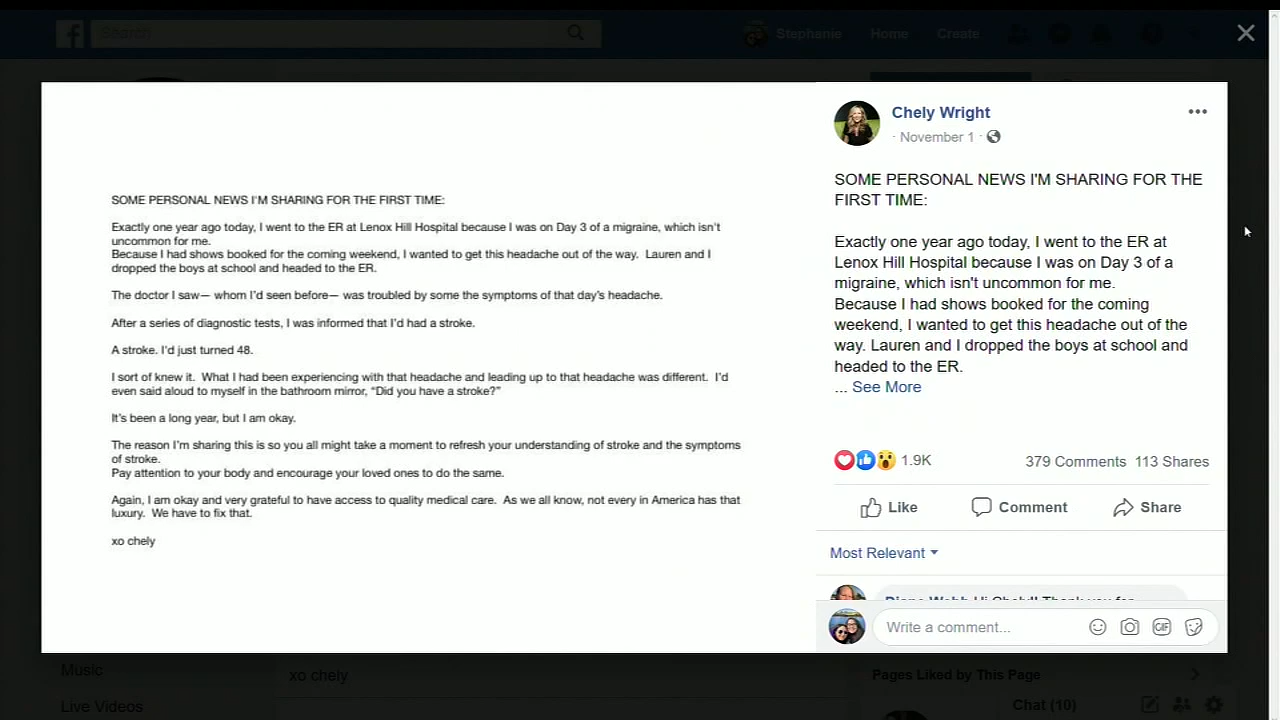 Search
Stephanie
Home
Create
SOME PERSONAL NEWS I'M SHARING FOR THE FIRST TIME:
Exactly one year ago today, I went to the ER at Lenox Hill Hospital because I was on Day 3 of a migraine, which isn't
uncommon for me.
Because I had shows booked for the coming weekend, I wanted to get this headache out of the way. Lauren and I
dropped the boys at school and headed to the ER.
The doctor I saw— whom I'd seen before— was troubled by some the symptoms of that day's headache.
After a series of diagnostic tests, I was informed that I'd had a stroke.
A stroke. I'd just turned 48.
I sort of knew it. What I had been experiencing with that headache and leading up to that headache was different. I'd
even said aloud to myself in the bathroom mirror, "Did you have a stroke?"
It's been a long year, but I am okay.
The reason I'm sharing this is so you all might take a moment to refresh your understanding of stroke and the symptoms
of stroke.
Pay attention to your body and encourage your loved ones to do the same.
Again, I am okay and very grateful to have access to quality medical care. As we all know, not every in America has that
luxury. We have to fix that.
xo chely
Chely Wright
· November 1 ·
SOME PERSONAL NEWS I'M SHARING FOR THE
FIRST TIME:
Exactly one year ago today, I went to the ER at
Lenox Hill Hospital because I was on Day 3 of a
migraine, which isn't uncommon for me.
Because I had shows booked for the coming
weekend, I wanted to get this headache out of the
way. Lauren and I dropped the boys at school and
headed to the ER.
... See More
1.9K
379 Comments 113 Shares
Like
Comment
Share
Most Relevant
Diane Webb Hi Chely!! Thank you for
Write a comment...
GIF
Music
xo chely
Pages Liked by This Page
Live Videos
Chat (10)